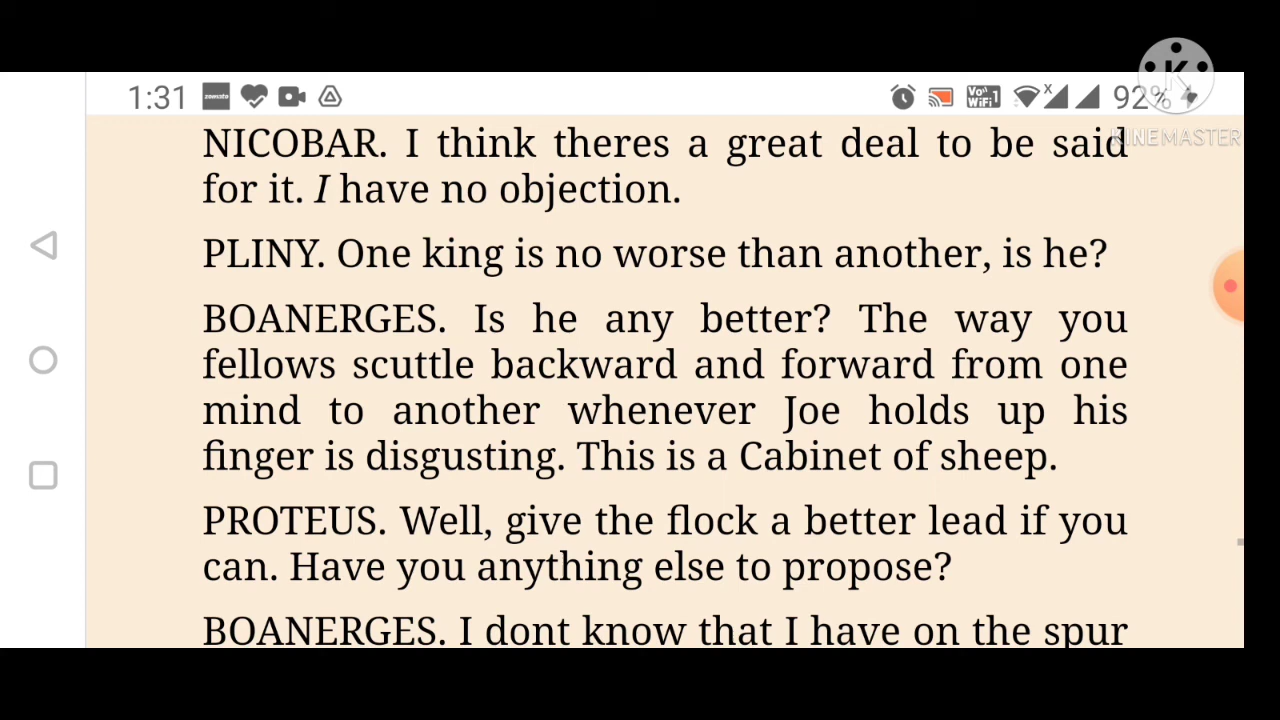 1:31 zomato Vo) WiFi 1 x 92%
KINEMASTER
NICOBAR. I think theres a great deal to be said
for it. I have no objection.
PLINY. One king is no worse than another, is he?
BOANERGES. Is he any better? The way you
fellows scuttle backward and forward from one
mind to another whenever Joe holds up his
finger is disgusting. This is a Cabinet of sheep.
PROTEUS. Well, give the flock a better lead if you
can. Have you anything else to propose?
BOANERGES. I dont know that I have on the spur